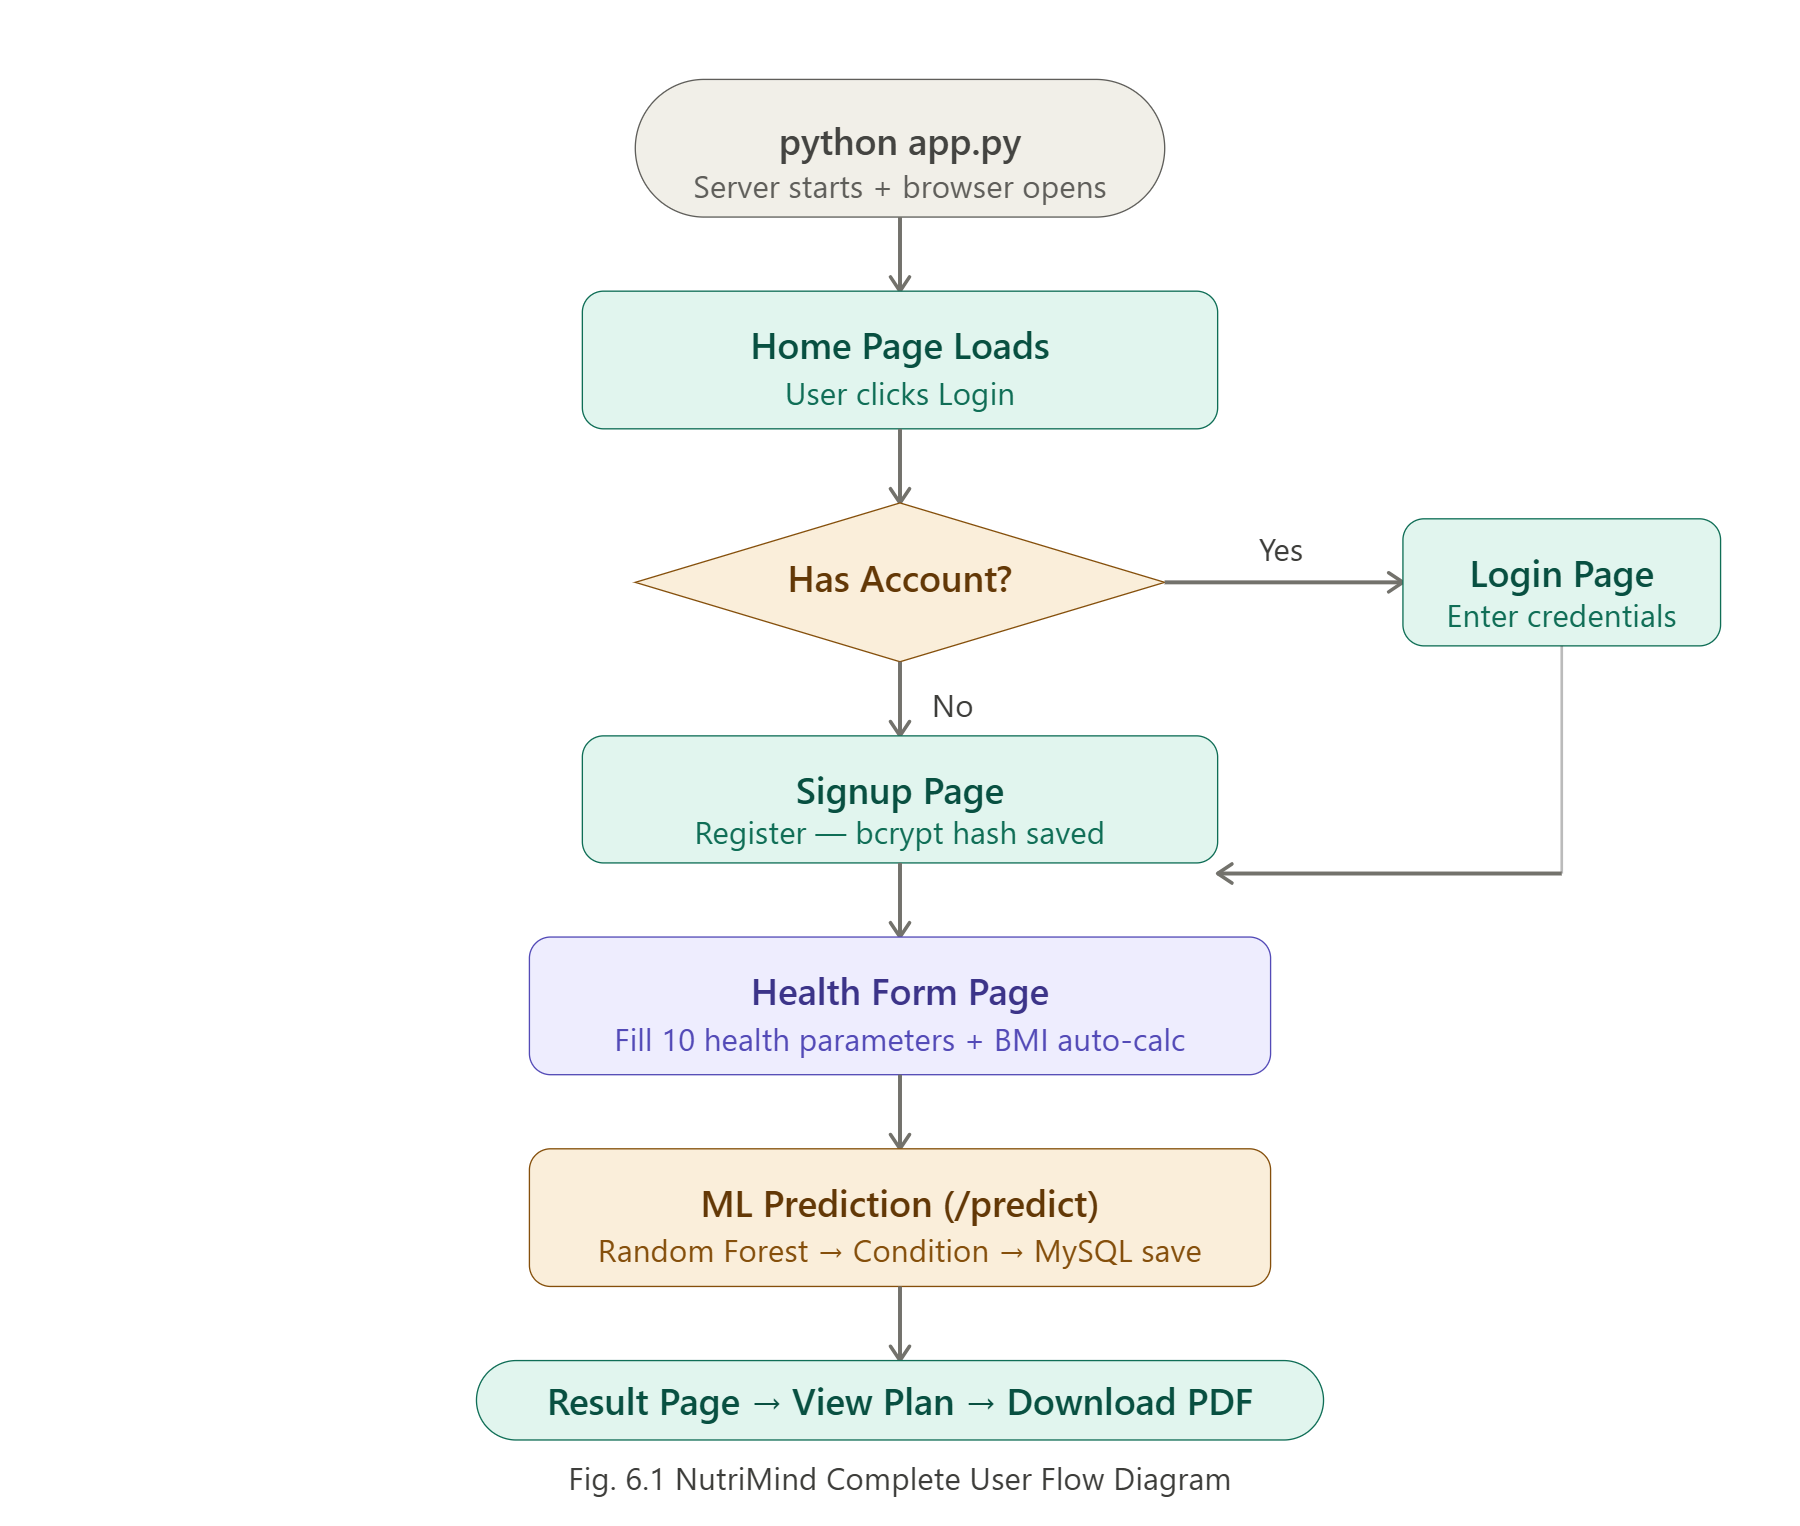 python app.py
Server starts + browser opens
Home Page Loads
User clicks Login
Has Account?
Yes
Login Page
Enter credentials
No
Signup Page
Register — bcrypt hash saved
Health Form Page
Fill 10 health parameters + BMI auto-calc
ML Prediction (/predict)
Random Forest → Condition → MySQL save
Result Page → View Plan → Download PDF
Fig. 6.1 NutriMind Complete User Flow Diagram